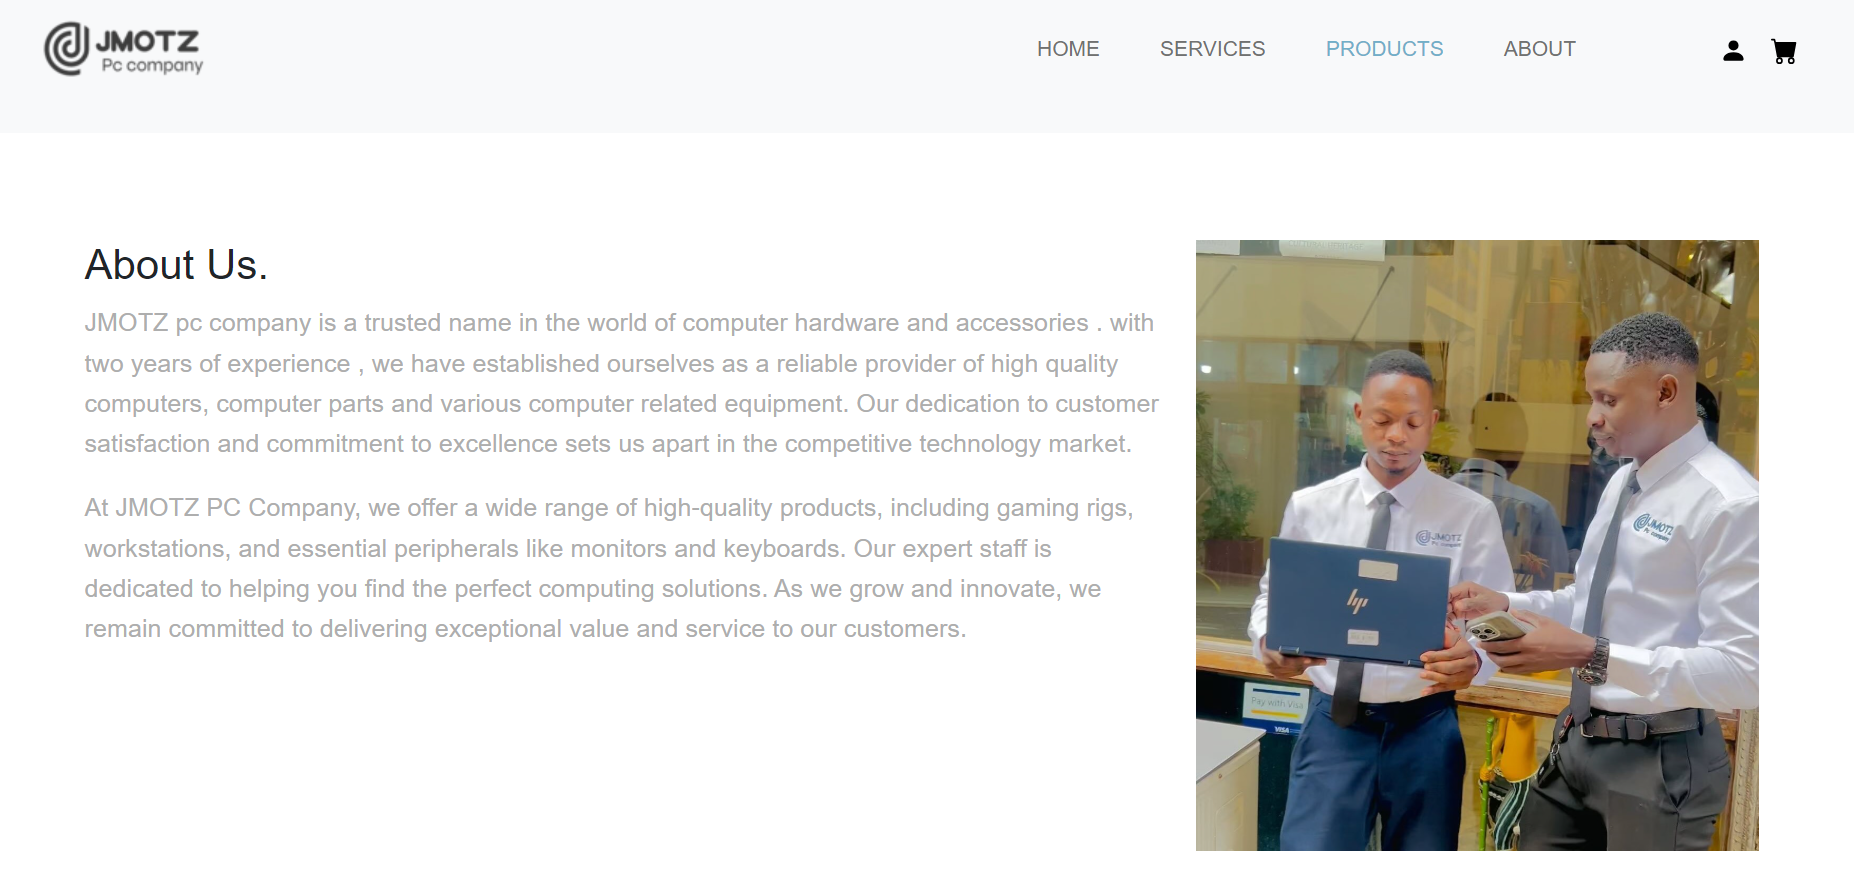 JMOTZ
Pc company
HOME SERVICES PRODUCTS ABOUT
About Us.
JMOTZ pc company is a trusted name in the world of computer hardware and accessories . with
two years of experience , we have established ourselves as a reliable provider of high quality
computers, computer parts and various computer related equipment. Our dedication to customer
satisfaction and commitment to excellence sets us apart in the competitive technology market.
At JMOTZ PC Company, we offer a wide range of high-quality products, including gaming rigs,
workstations, and essential peripherals like monitors and keyboards. Our expert staff is
dedicated to helping you find the perfect computing solutions. As we grow and innovate, we
remain committed to delivering exceptional value and service to our customers.
JMOTZ
Pc company
JMOTZ
Pc company
hp
Pay with Visa
VISA